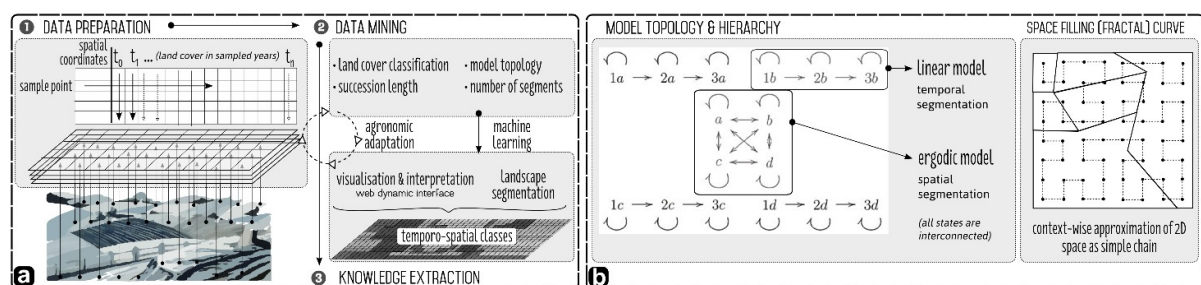 1 DATA PREPARATION
spatial
coordinates
t0 t1 ... (land cover in sampled years) tn
sample point
2 DATA MINING
• land cover classification
• succession length
• model topology
• number of segments
agronomic
adaptation
machine
learning
visualisation & interpretation
web dynamic interface
landscape
segmentation
temporo-spatial classes
3 KNOWLEDGE EXTRACTION
a
MODEL TOPOLOGY & HIERARCHY
1a → 2a → 3a
1b → 2b → 3b
a b
c d
1c → 2c → 3c
1d → 2d → 3d
linear model
temporal
segmentation
ergodic model
spatial
segmentation
(all states are
interconnected)
SPACE FILLING (FRACTAL) CURVE
context-wise approximation of 2D
space as simple chain
b